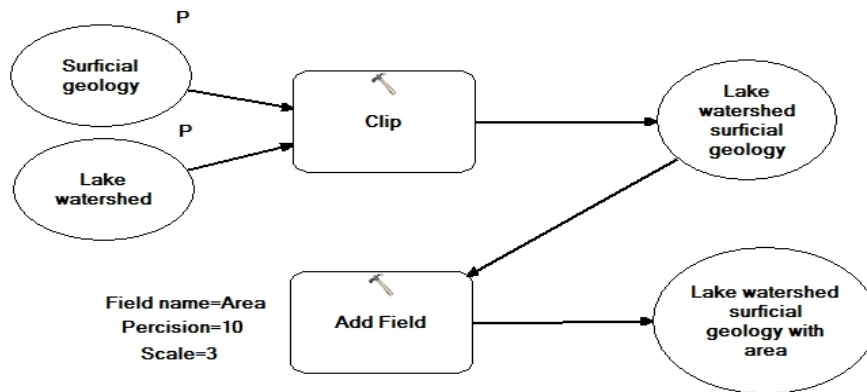 P
Surficial
geology
P
Lake
watershed
Clip
Lake
watershed
surficial
geology
Field name=Area
Percision=10
Scale=3
Add Field
Lake watershed
surficial
geology with
area